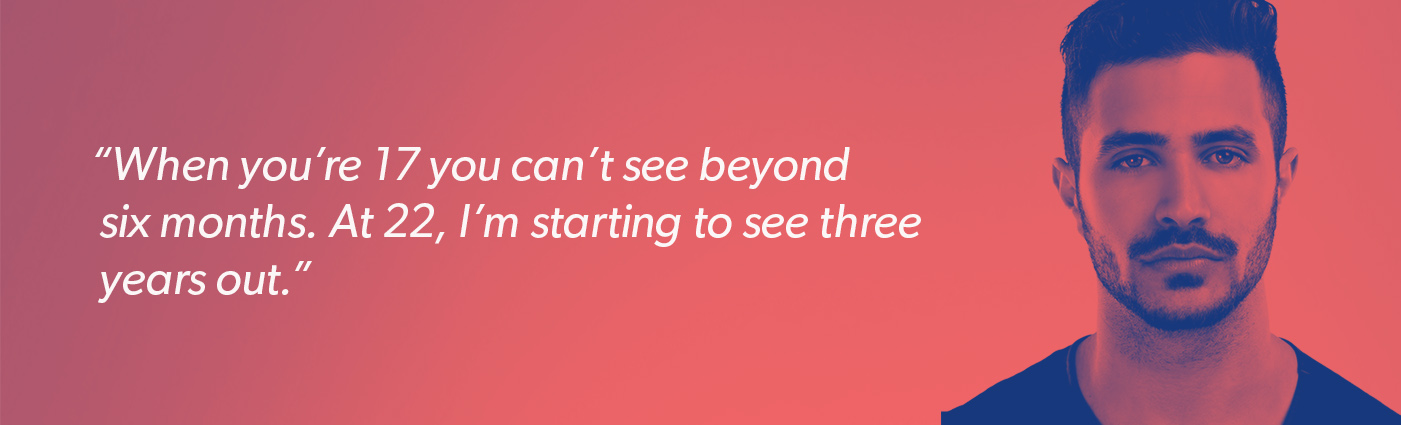 “When you’re 17 you can’t see beyond
six months. At 22, I’m starting to see three
years out.”